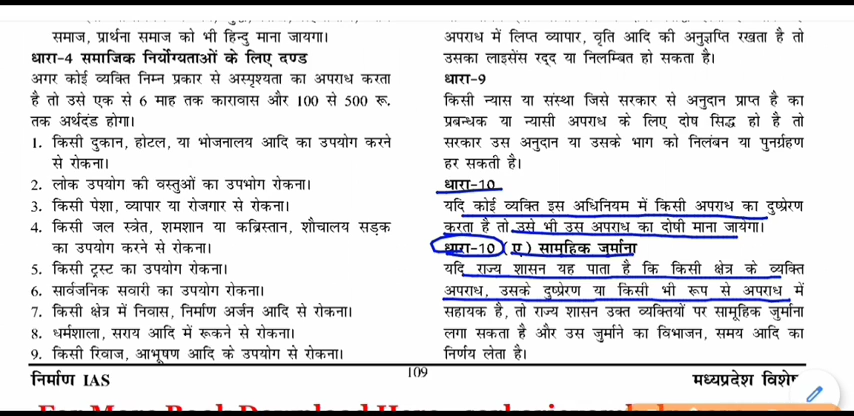 समाज, प्रार्थना समाज को भी हिन्दु माना जायगा।
धारा-4 समाजिक निर्योग्यताओं के लिए दण्ड
अगर कोई व्यक्ति निम्न प्रकार से अस्पृश्यता का अपराध करता
है तो उसे एक से 6 माह तक कारावास और 100 से 500 रू.
तक अर्थदंड होगा।
1. किसी दुकान, होटल, या भोजनालय आदि का उपयोग करने
से रोकना।
2. लोक उपयोग की वस्तुओं का उपभोग रोकना।
3. किसी पेशा, व्यापार या रोजगार से रोकना।
4. किसी जल स्त्रेत, शमशान या कब्रिस्तान, शौचालय सड़क
का उपयोग करने से रोकना।
5. किसी ट्रस्ट का उपयोग रोकना।
6. सार्वजनिक सवारी का उपयोग रोकना।
7. किसी क्षेत्र में निवास, निर्माण अर्जन आदि से रोकना।
8. धर्मशाला, सराय आदि में रूकने से रोकना।
9. किसी रिवाज, आभूषण आदि के उपयोग से रोकना।
अपराध में लिप्त व्यापार, वृति आदि की अनुज्ञप्ति रखता है तो
उसका लाइसेंस रद्द या निलम्बित हो सकता है।
धारा-9
किसी न्यास या संस्था जिसे सरकार से अनुदान प्राप्त है का
प्रबन्धक या न्यासी अपराध के लिए दोष सिद्ध हो है तो
सरकार उस अनुदान या उसके भाग को निलंबन या पुनर्ग्रहण
हर सकती है।
धारा-10
यदि कोई व्यक्ति इस अधिनियम में किसी अपराध का दुष्प्रेरण
करता है तो उसे भी उस अपराध का दोषी माना जायेगा।
धारा-10 (ए) सामुहिक जर्माना
यदि राज्य शासन यह पाता है कि किसी क्षेत्र के व्यक्ति
अपराध, उसके दुष्प्रेरण या किसी भी रूप से अपराध में
सहायक है, तो राज्य शासन उक्त व्यक्तियों पर सामूहिक जुर्माना
लगा सकता है और उस जुर्माने का विभाजन, समय आदि का
निर्णय लेता है।
निर्माण IAS
109
मध्यप्रदेश विशेष